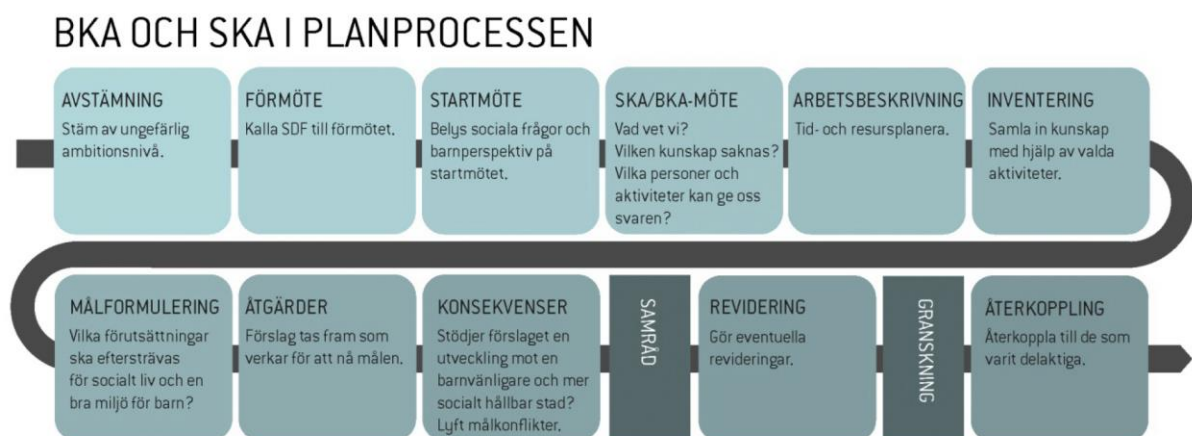 BKA OCH SKA I PLANPROCESSEN
AVSTÄMNING
Stäm av ungefärlig
ambitionsnivå.
FÖRMÖTE
Kalla SDF till förmötet.
STARTMÖTE
Belys sociala frågor och
barnperspektiv på
startmötet.
SKA/BKA-MÖTE
Vad vet vi?
Vilken kunskap saknas?
Vilka personer och
aktiviteter kan ge oss
svaren?
ARBETSBESKRIVNING
Tid- och resursplanera.
INVENTERING
Samla in kunskap
med hjälp av valda
aktiviteter.
MÅLFORMULERING
Vilka förutsättningar
ska eftersträvas
för socialt liv och en
bra miljö för barn?
ÅTGÄRDER
Förslag tas fram som
verkar för att nå målen.
KONSEKVENSER
Stödjer förslaget en
utveckling mot en
barnvänligare och mer
socialt hållbar stad?
Lyft målkonflikter.
SAMRÅD
REVIDERING
Gör eventuella
revideringar.
GRANSKNING
ÅTERKOPPLING
Återkoppla till de som
varit delaktiga.